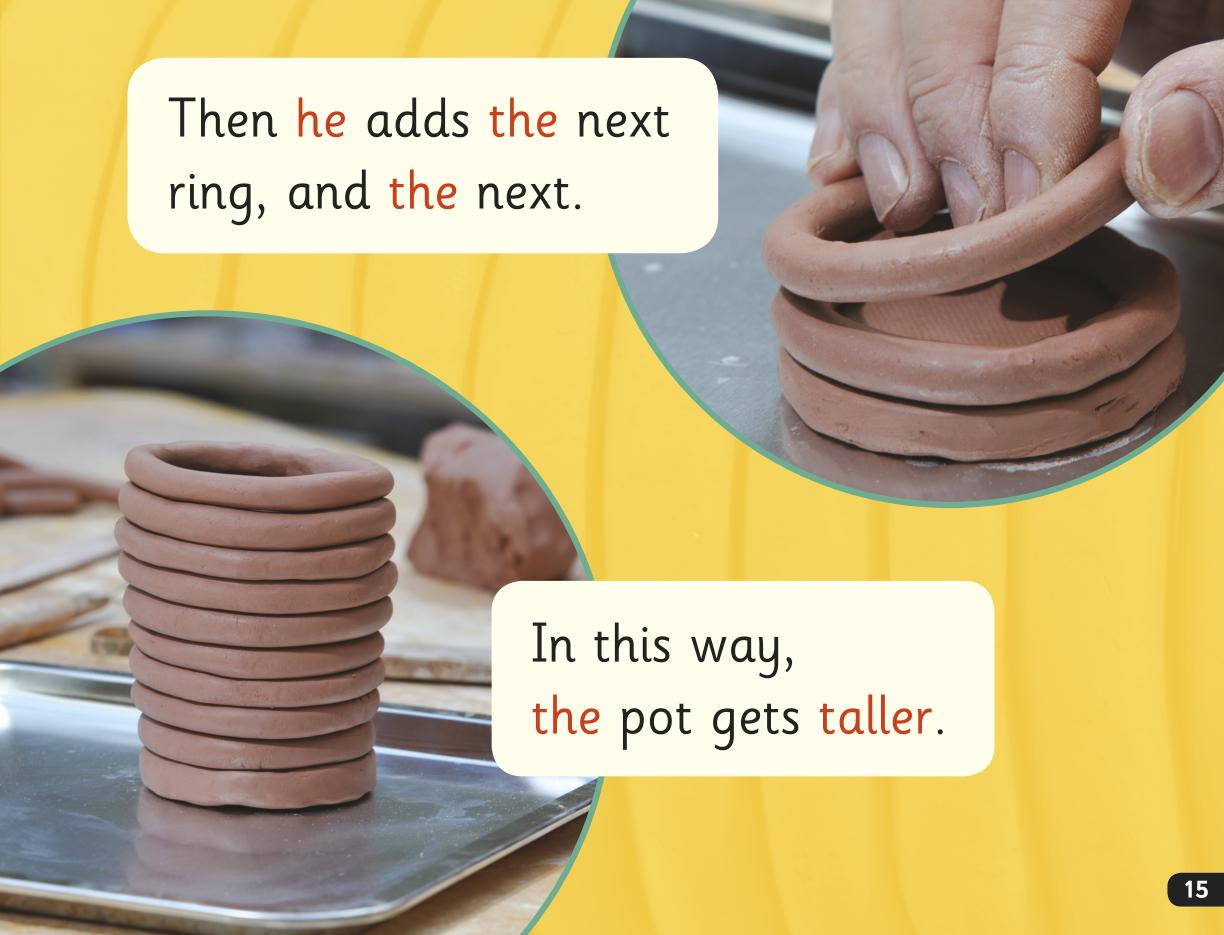 Then he adds the next
ring, and the next.
In this way,
the pot gets taller.
15